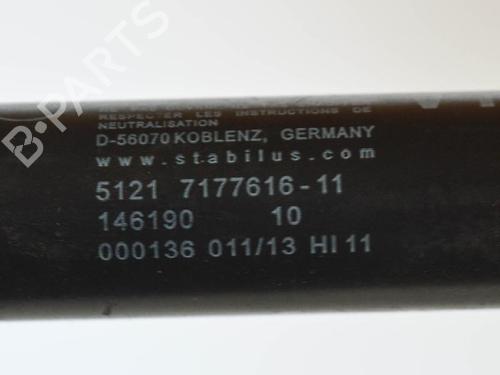 RESPECTER LES INSTRUCTIONS DE
NEUTRALISATION
D-56070 KOBLENZ, GERMANY
www.stabilus.com
5121 7177616-11
146190 10
000136 011/13 HI 11
B-PARTS